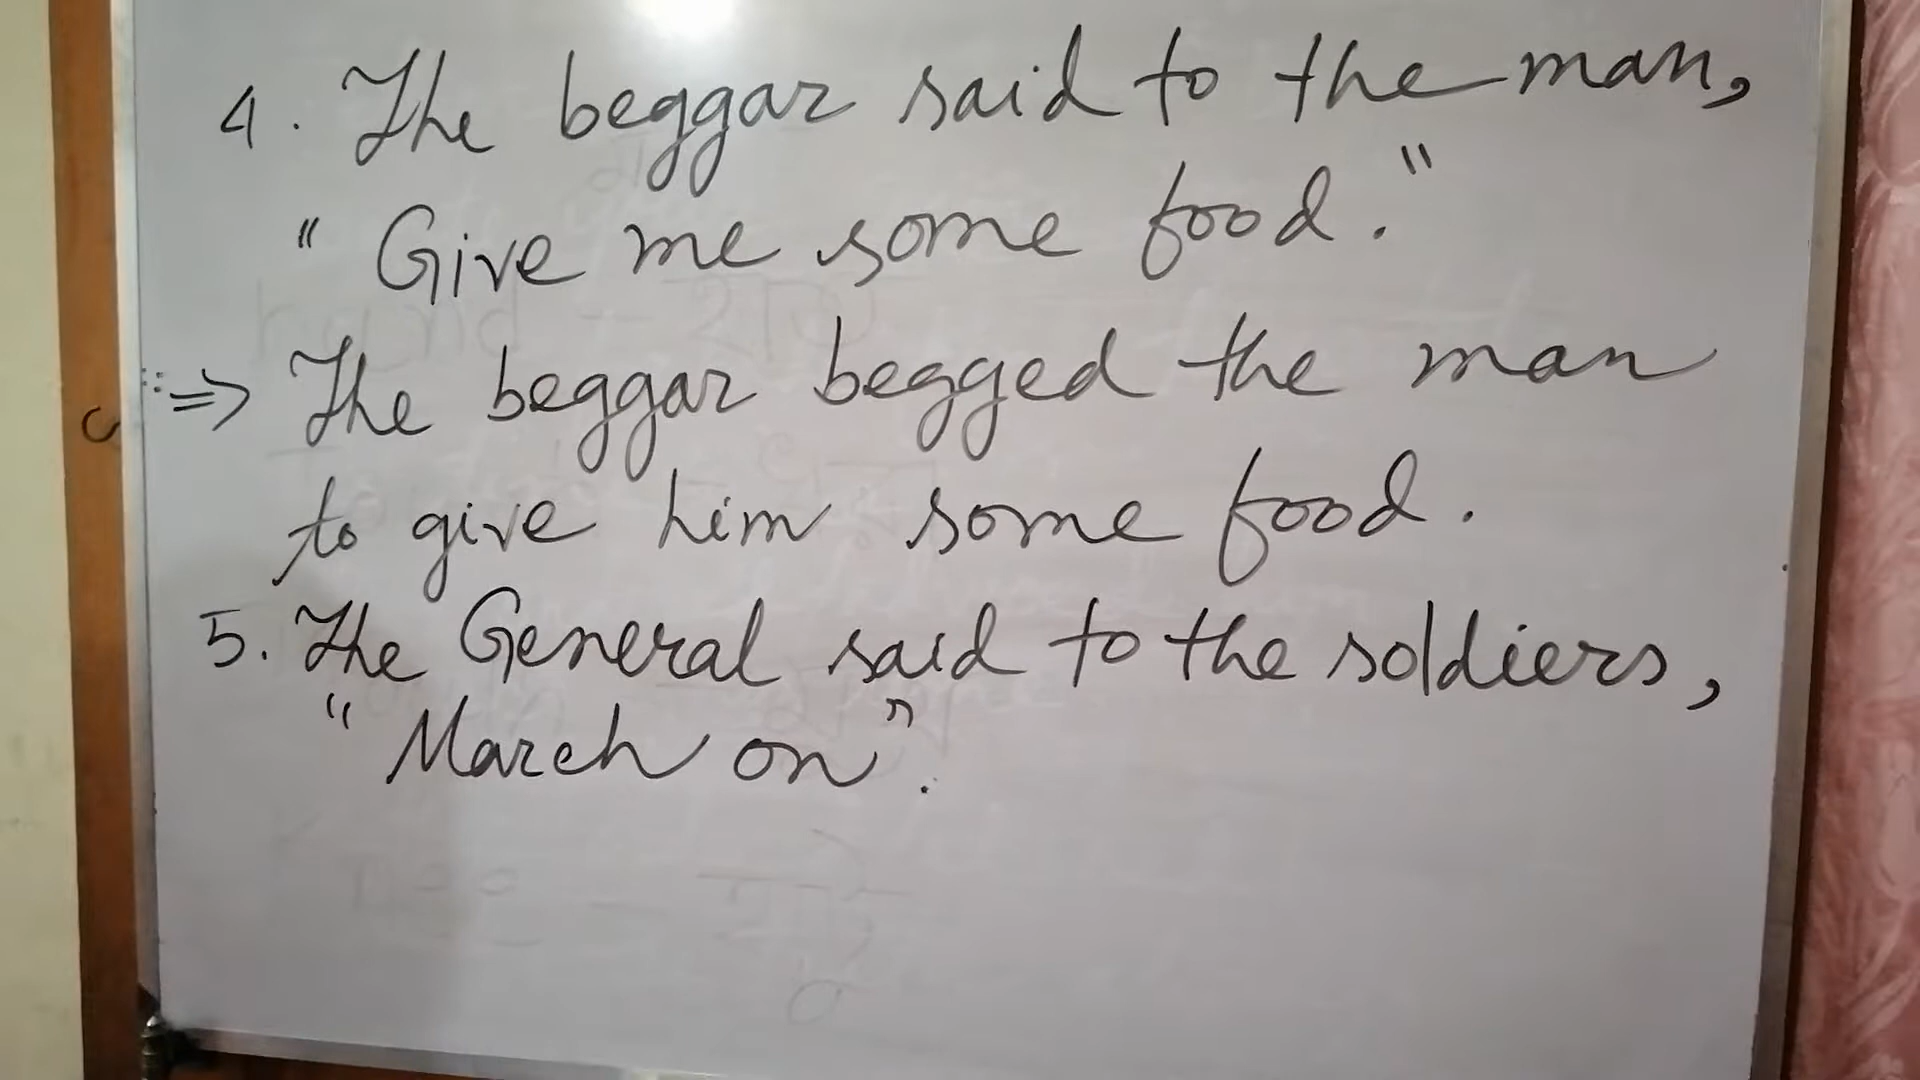 4. The beggar said to the man,
" Give me some food."
⇒ The beggar begged the man
to give him some food.
5. The General said to the soldiers,
" March on".